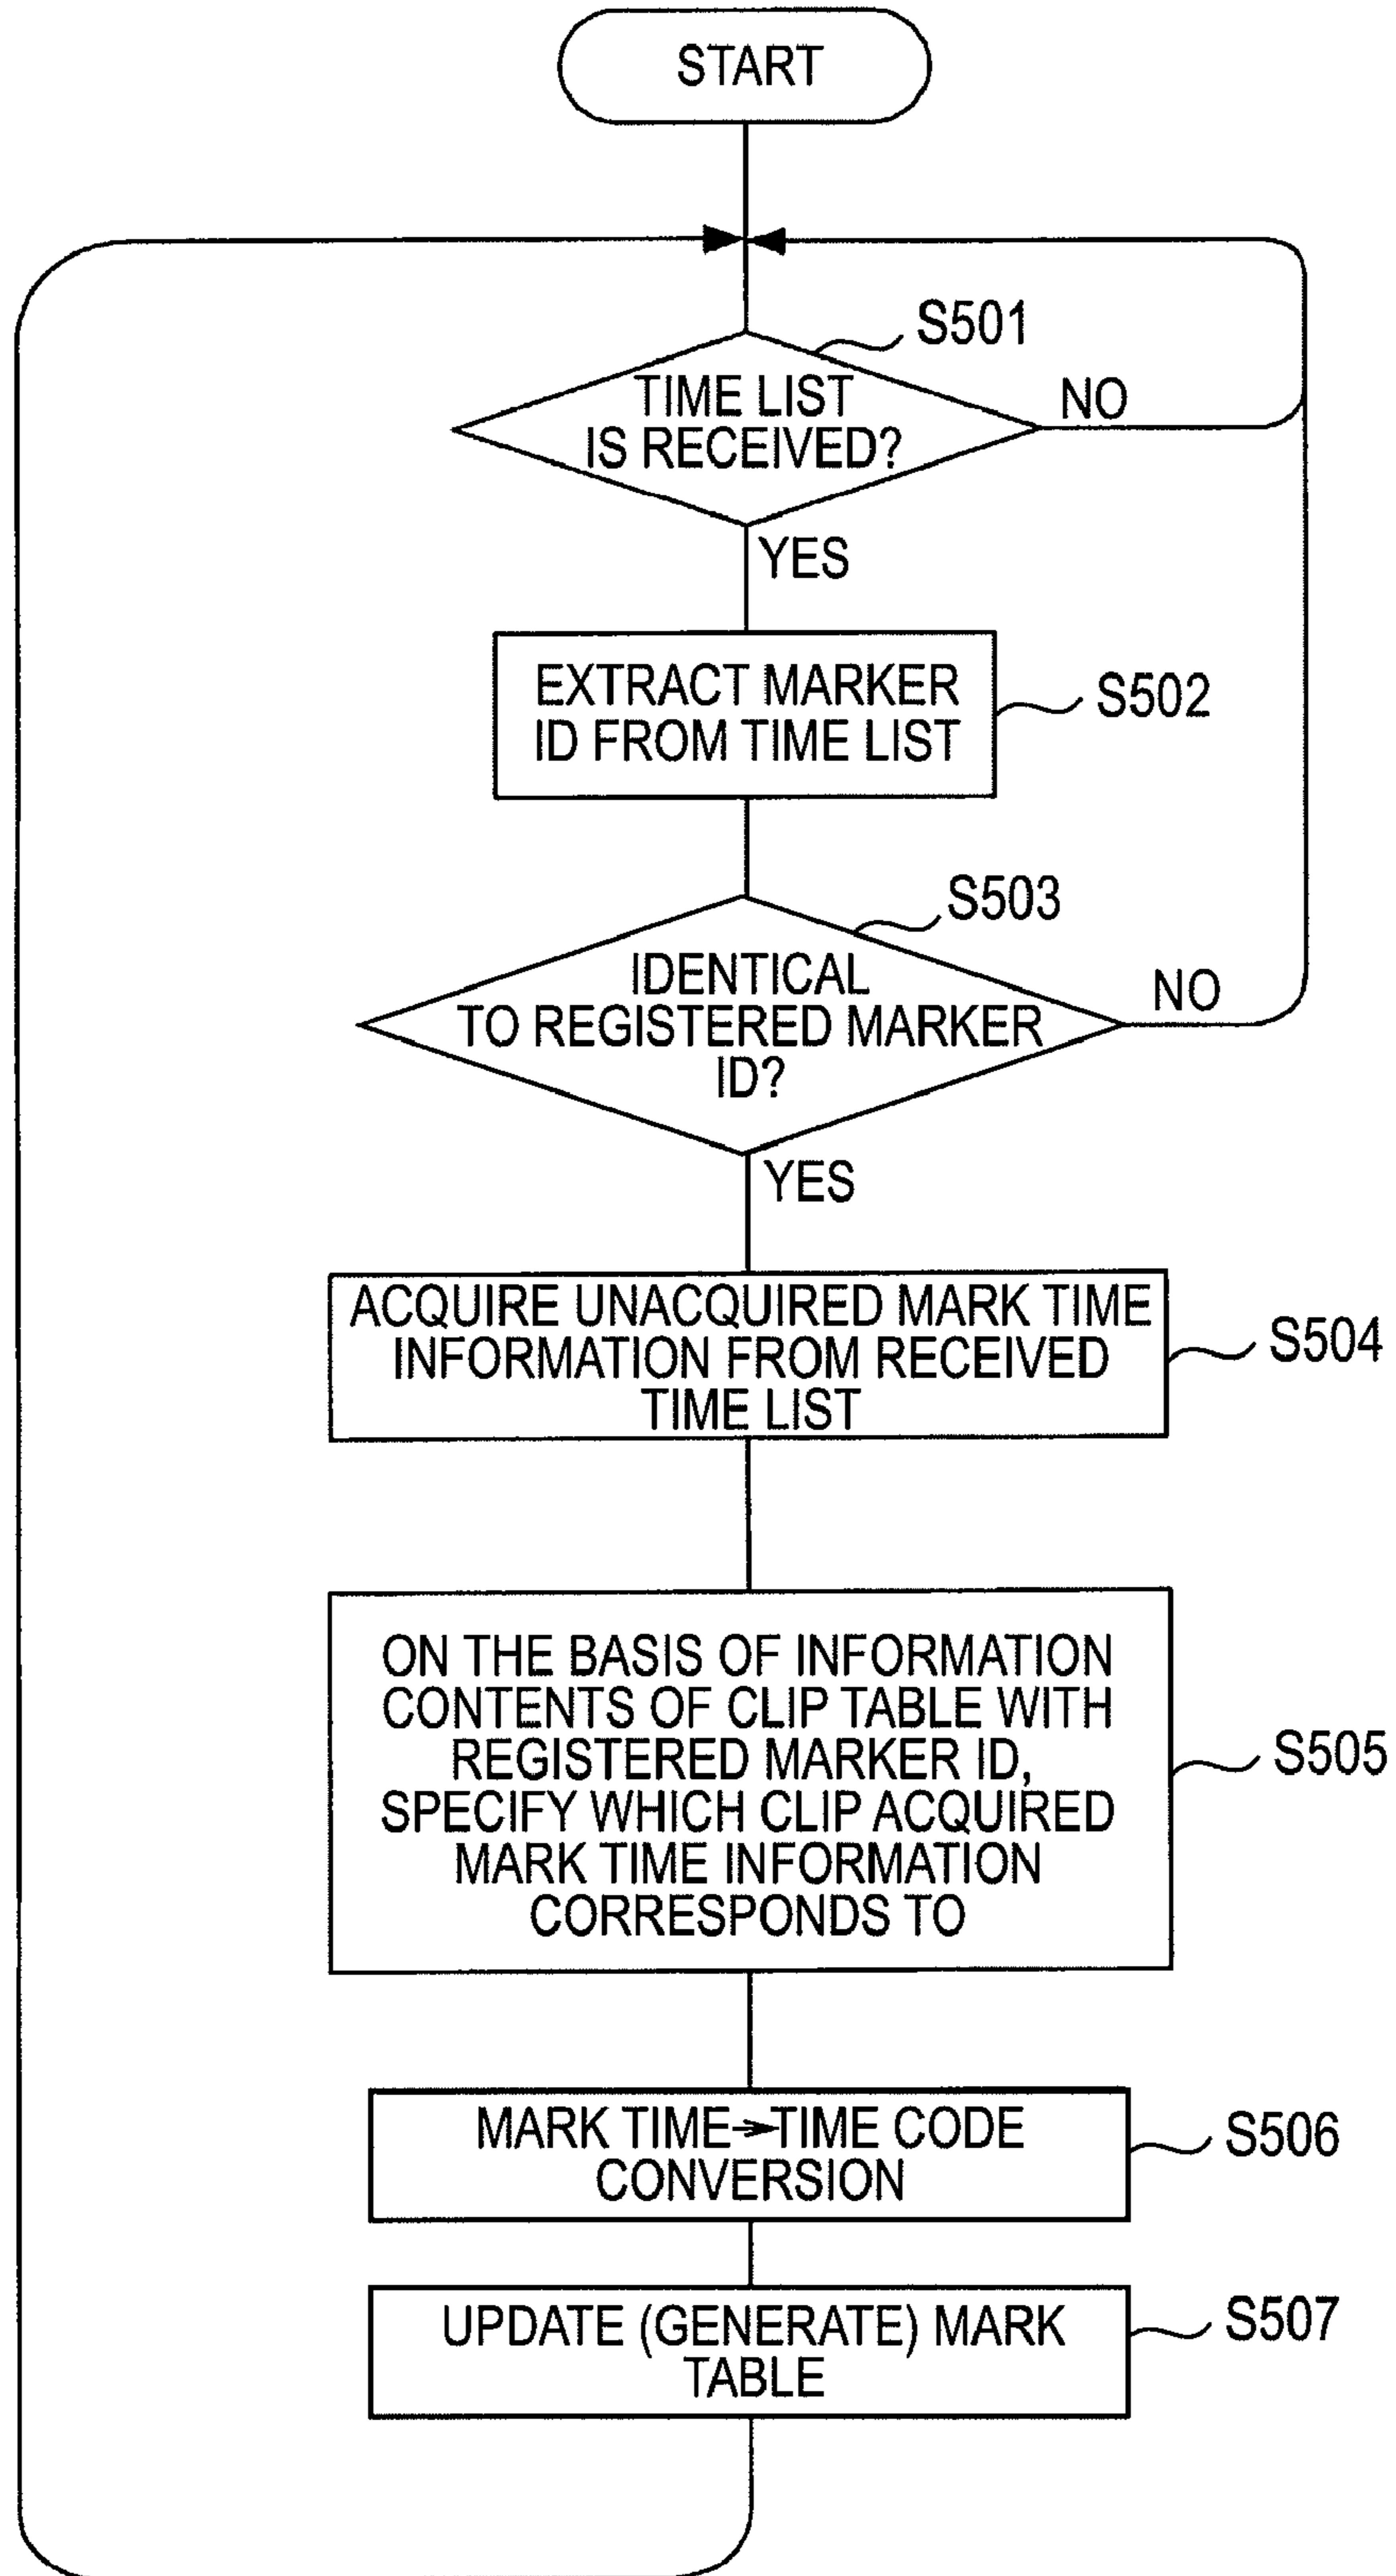 START
S501
TIME LIST
IS RECEIVED?
NO
YES
EXTRACT MARKER
ID FROM TIME LIST
S502
S503
IDENTICAL
TO REGISTERED MARKER
ID?
NO
YES
ACQUIRE UNACQUIRED MARK TIME
INFORMATION FROM RECEIVED
TIME LIST
S504
ON THE BASIS OF INFORMATION
CONTENTS OF CLIP TABLE WITH
REGISTERED MARKER ID,
SPECIFY WHICH CLIP ACQUIRED
MARK TIME INFORMATION
CORRESPONDS TO
S505
MARK TIME→TIME CODE
CONVERSION
S506
UPDATE (GENERATE) MARK
TABLE
S507